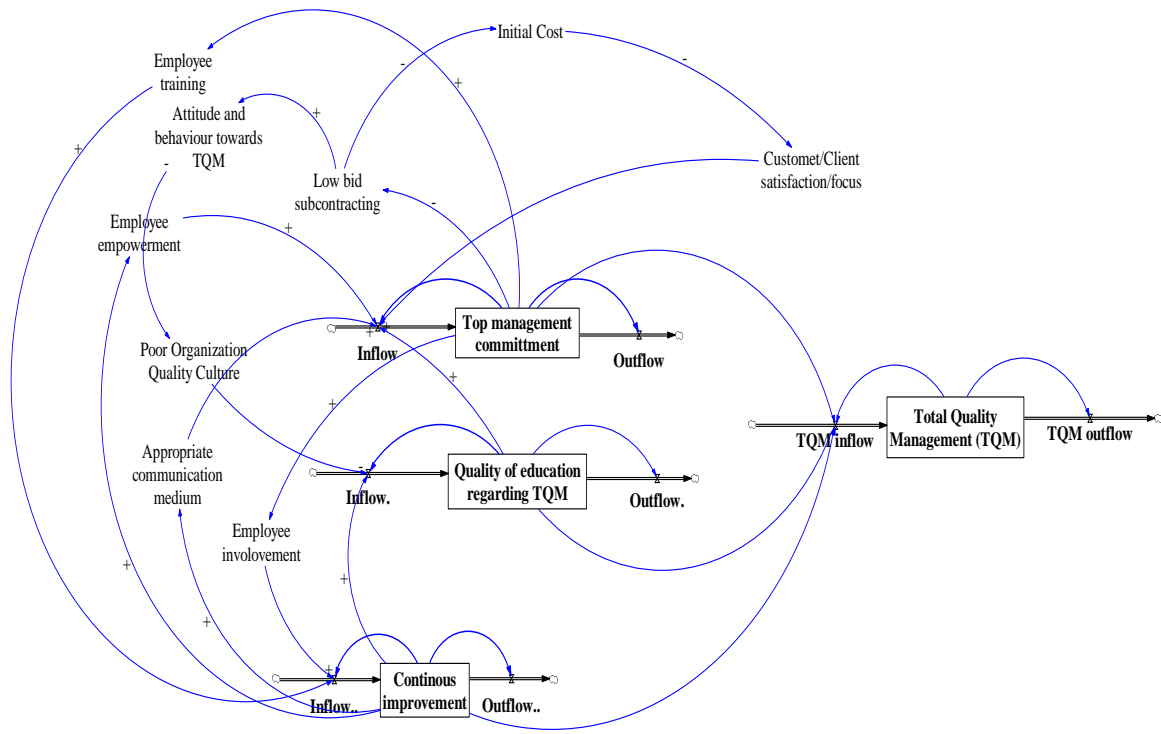 Initial Cost
Employee
training
Attitude and
behaviour towards
TQM
Customet/Client
satisfaction/focus
Low bid
subcontracting
Employee
empowerment
Top management
committment
Inflow
Outflow
Poor Organization
Quality Culture
Total Quality
Management (TQM)
TQM inflow
TQM outflow
Appropriate
communication
medium
Quality of education
regarding TQM
Inflow.
Outflow.
Employee
involovement
Continous
improvement
Inflow..
Outflow..
+
+
-
-
+
-
-
+
+
+
+
+
-
+
+
+
+
+